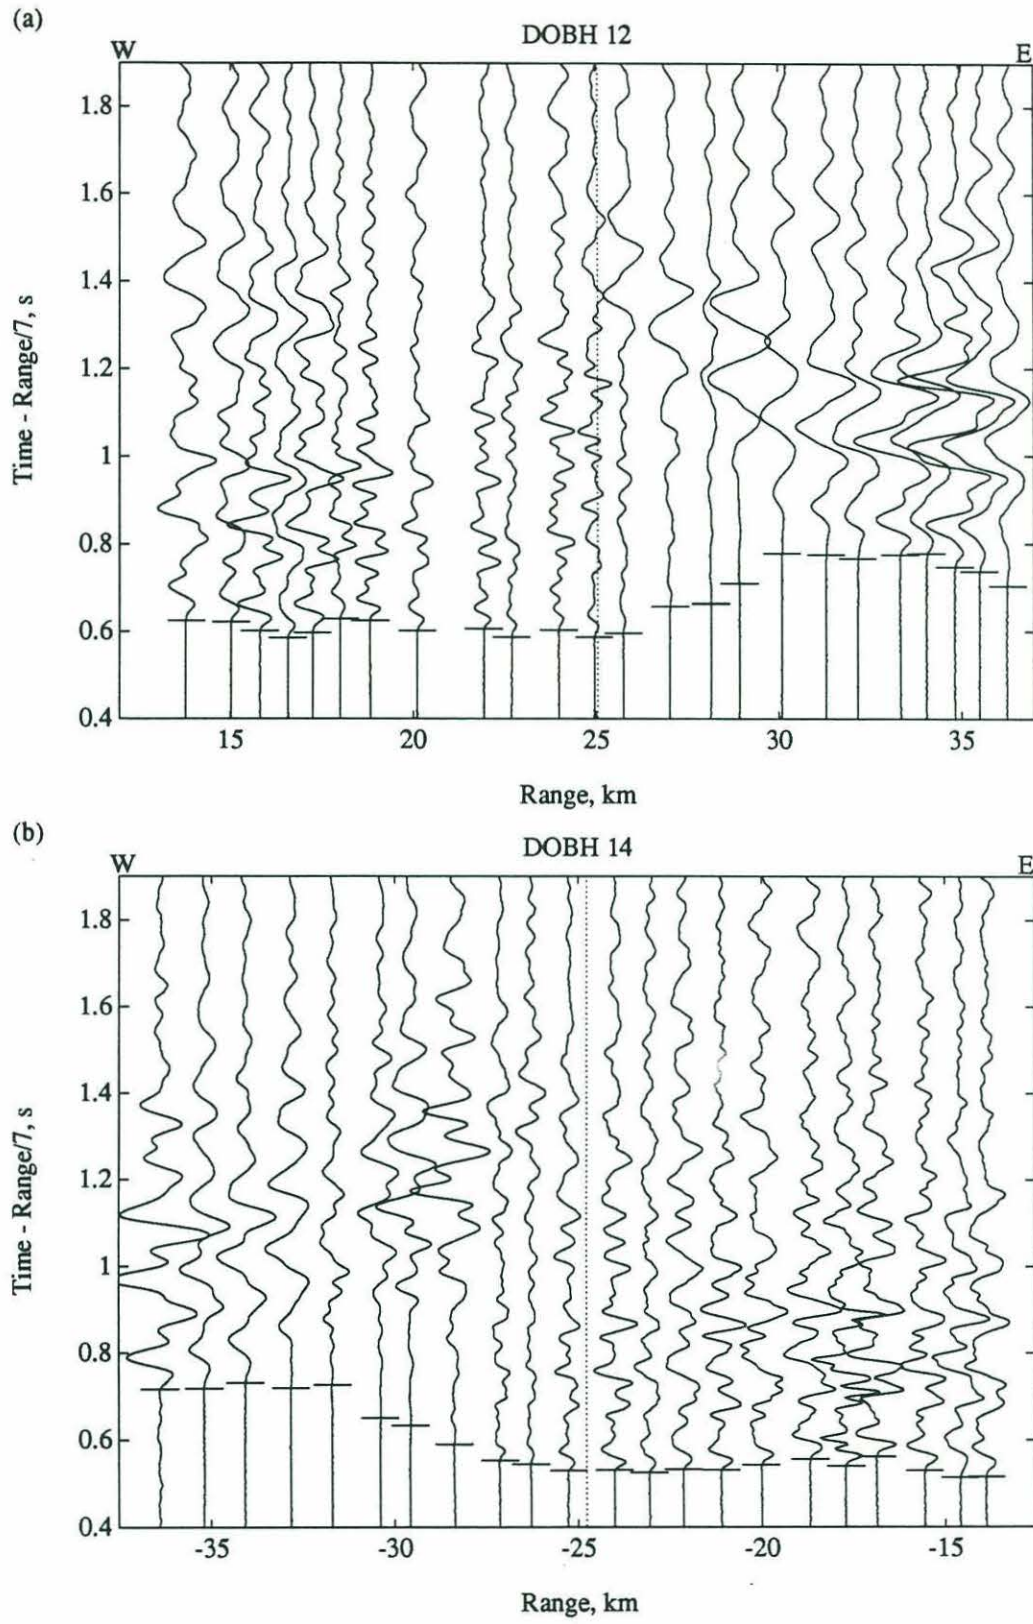 (a)
DOBH 12
W E
1.8
1.6
1.4
1.2
1
0.8
0.6
0.4
Time - Range/7, s
15 20 25 30 35
Range, km
(b)
DOBH 14
W E
1.8
1.6
1.4
1.2
1
0.8
0.6
0.4
Time - Range/7, s
-35 -30 -25 -20 -15
Range, km